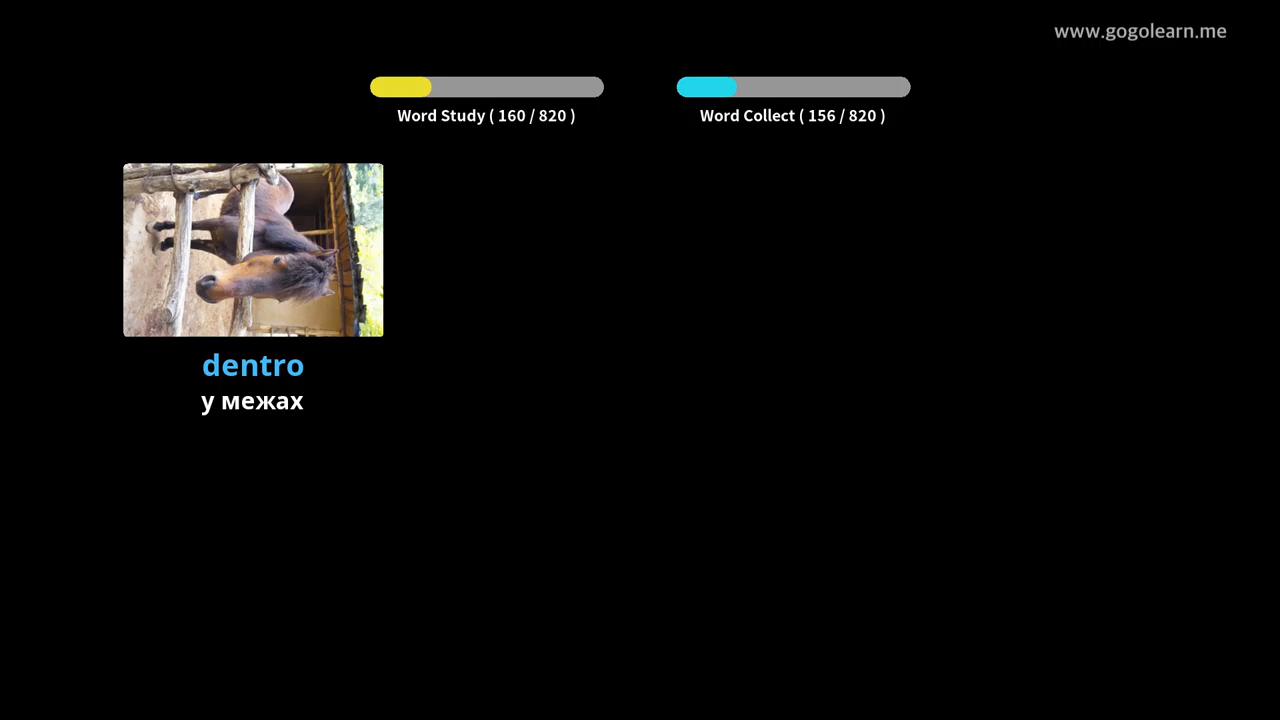 www.gogolearn.me
Word Study ( 160 / 820 )
Word Collect ( 156 / 820 )
dentro
у межах